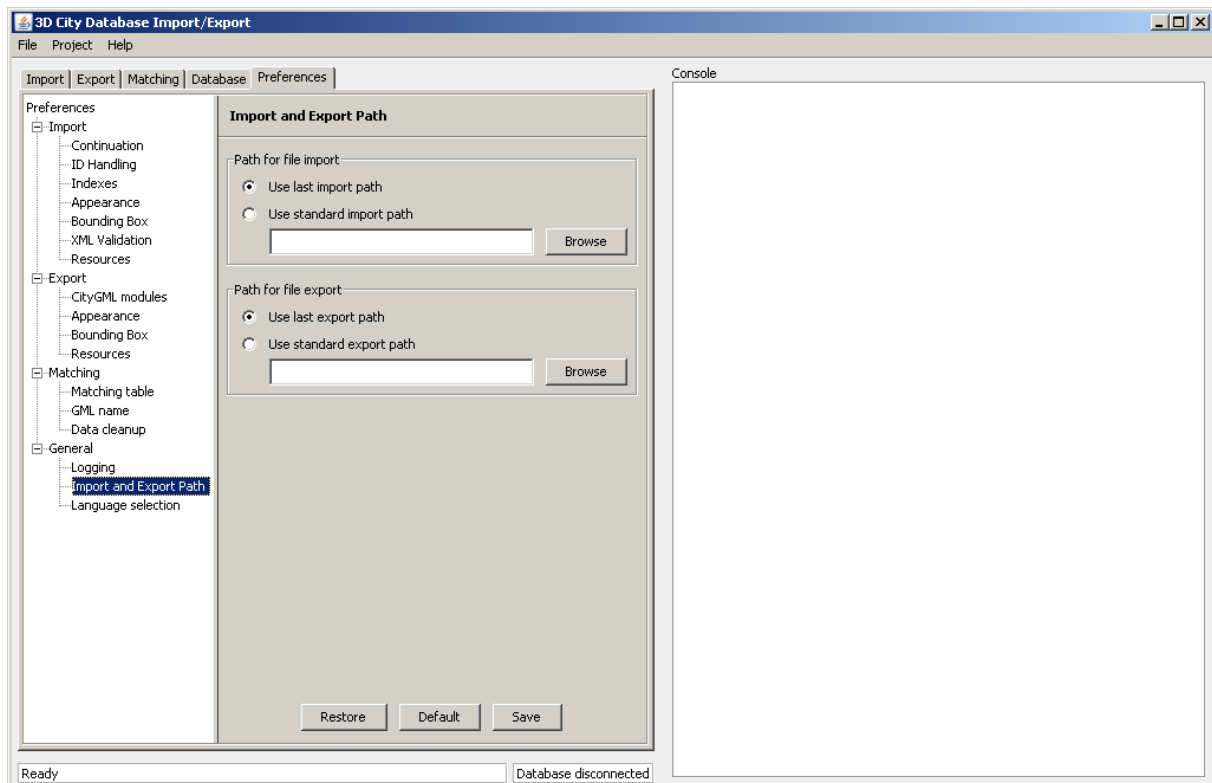 3D City Database Import/Export
File Project Help
Import Export Matching Database Preferences
Console
Preferences
Import
Continuation
ID Handling
Indexes
Appearance
Bounding Box
XML Validation
Resources
Export
CityGML modules
Appearance
Bounding Box
Resources
Matching
Matching table
GML name
Data cleanup
General
Logging
Import and Export Path
Language selection
Import and Export Path
Path for file import
Use last import path
Use standard import path
Browse
Path for file export
Use last export path
Use standard export path
Browse
Restore Default Save
Ready
Database disconnected